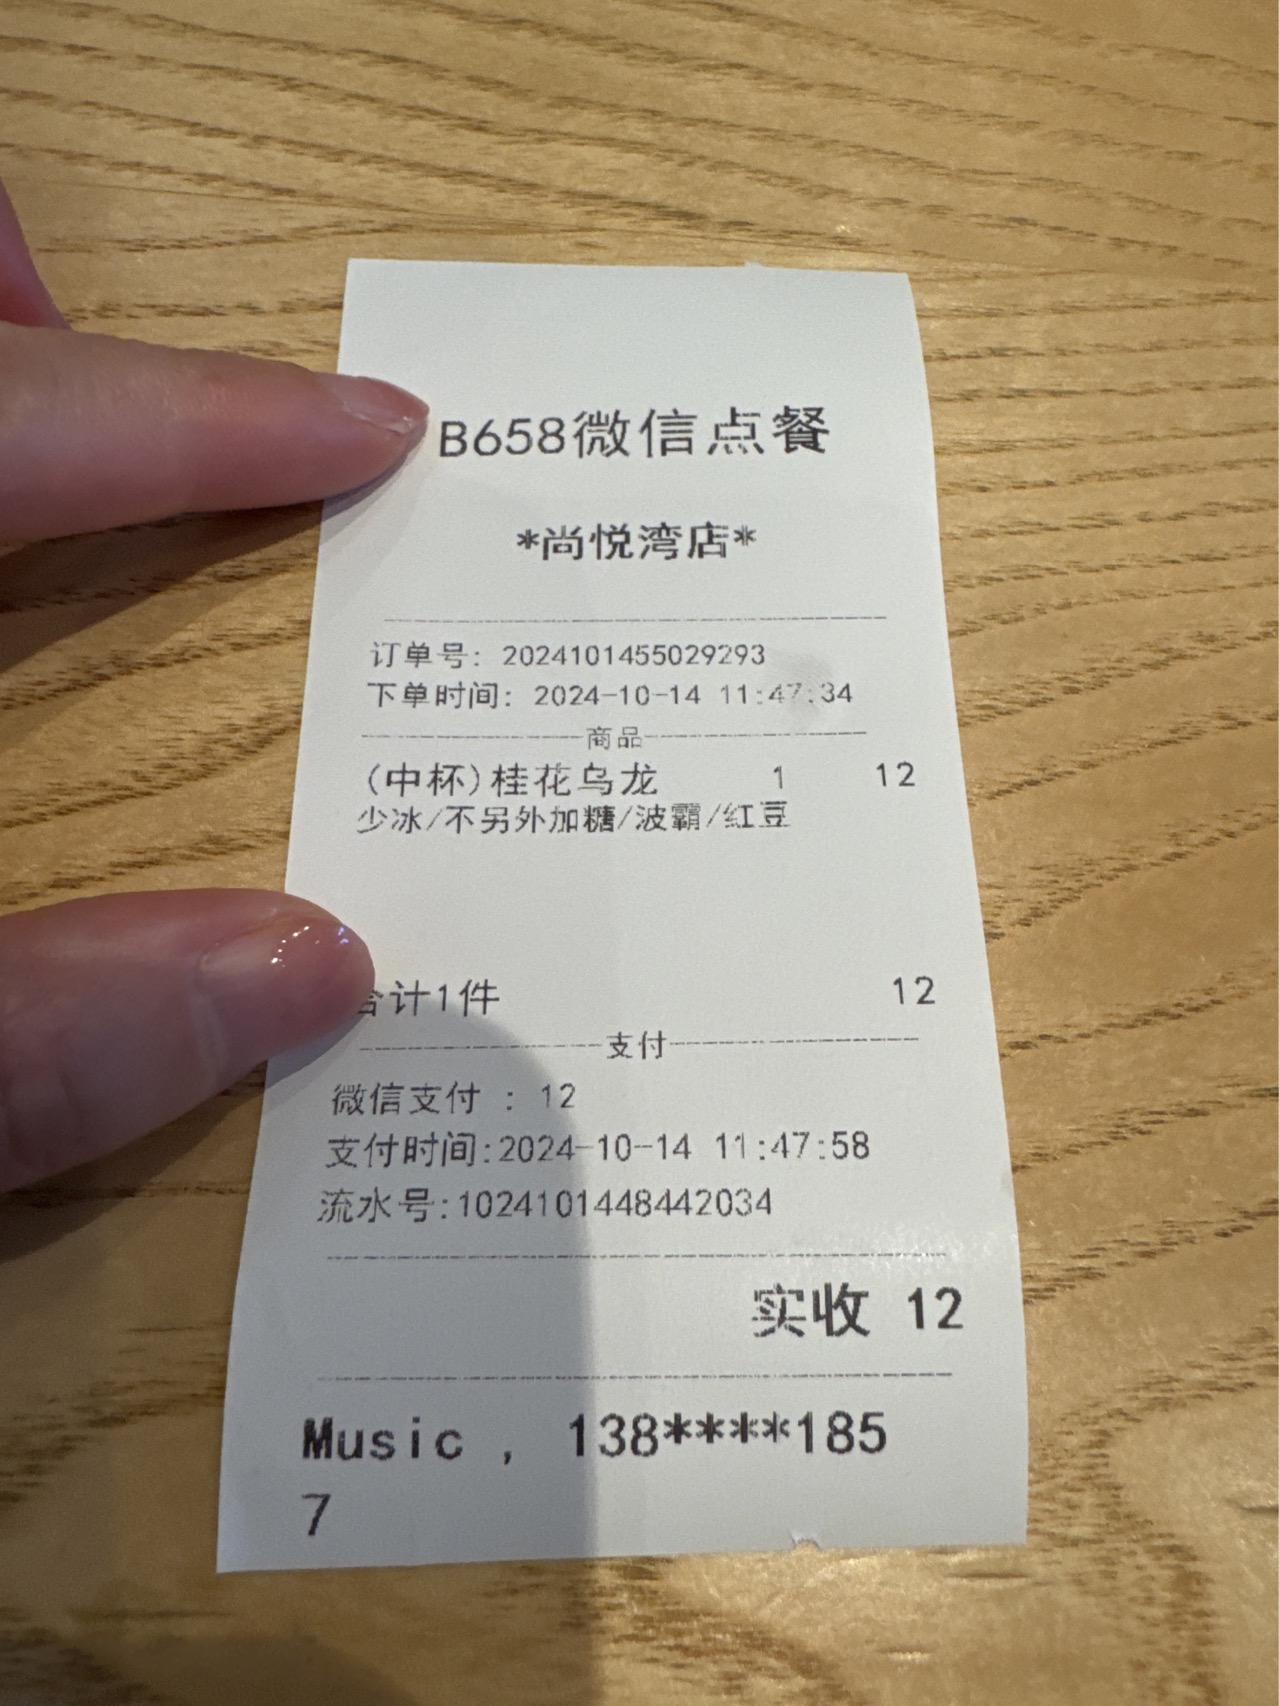 B658微信点餐
*尚悦湾店*
订单号: 2024101455029293
下单时间: 2024-10-14 11:47:34
商品
(中杯)桂花乌龙 1 12
少冰/不另外加糖/波霸/红豆
合计1件 12
支付
微信支付 : 12
支付时间:2024-10-14 11:47:58
流水号:1024101448442034
实收 12
Music , 138****185
7